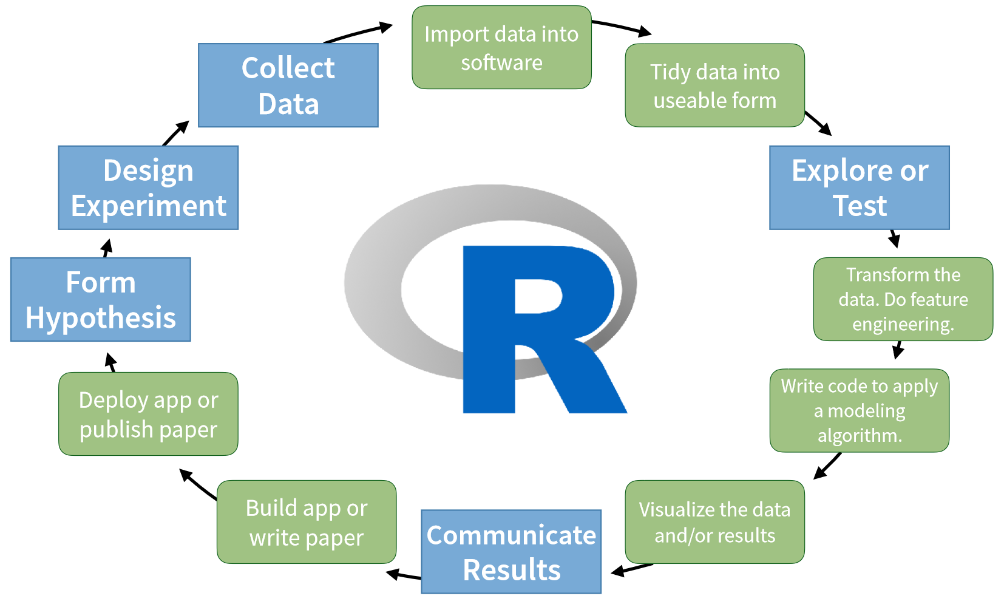 Collect
Data
Import data into
software
Tidy data into
useable form
Explore or
Test
Transform the
data. Do feature
engineering.
Write code to apply
a modeling
algorithm.
Visualize the data
and/or results
Communicate
Results
Build app or
write paper
Deploy app or
publish paper
Form
Hypothesis
Design
Experiment
R